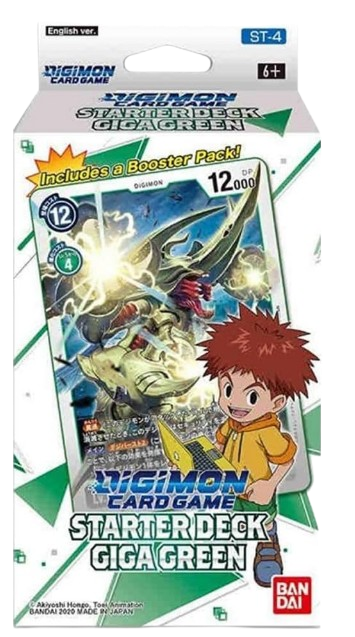 English ver.
ST-4
DIGIMON
CARD GAME
6+
DIGIMON
CARD GAME
STARTER DECK
GIGA GREEN
Includes a Booster Pack!
DIGIMON
DP
12000
12
4
DIGIMON
CARD GAME
STARTER DECK
GIGA GREEN
© Akiyoshi Hongo, Toei Animation
BANDAI 2020 MADE IN JAPAN
BAN
DAI